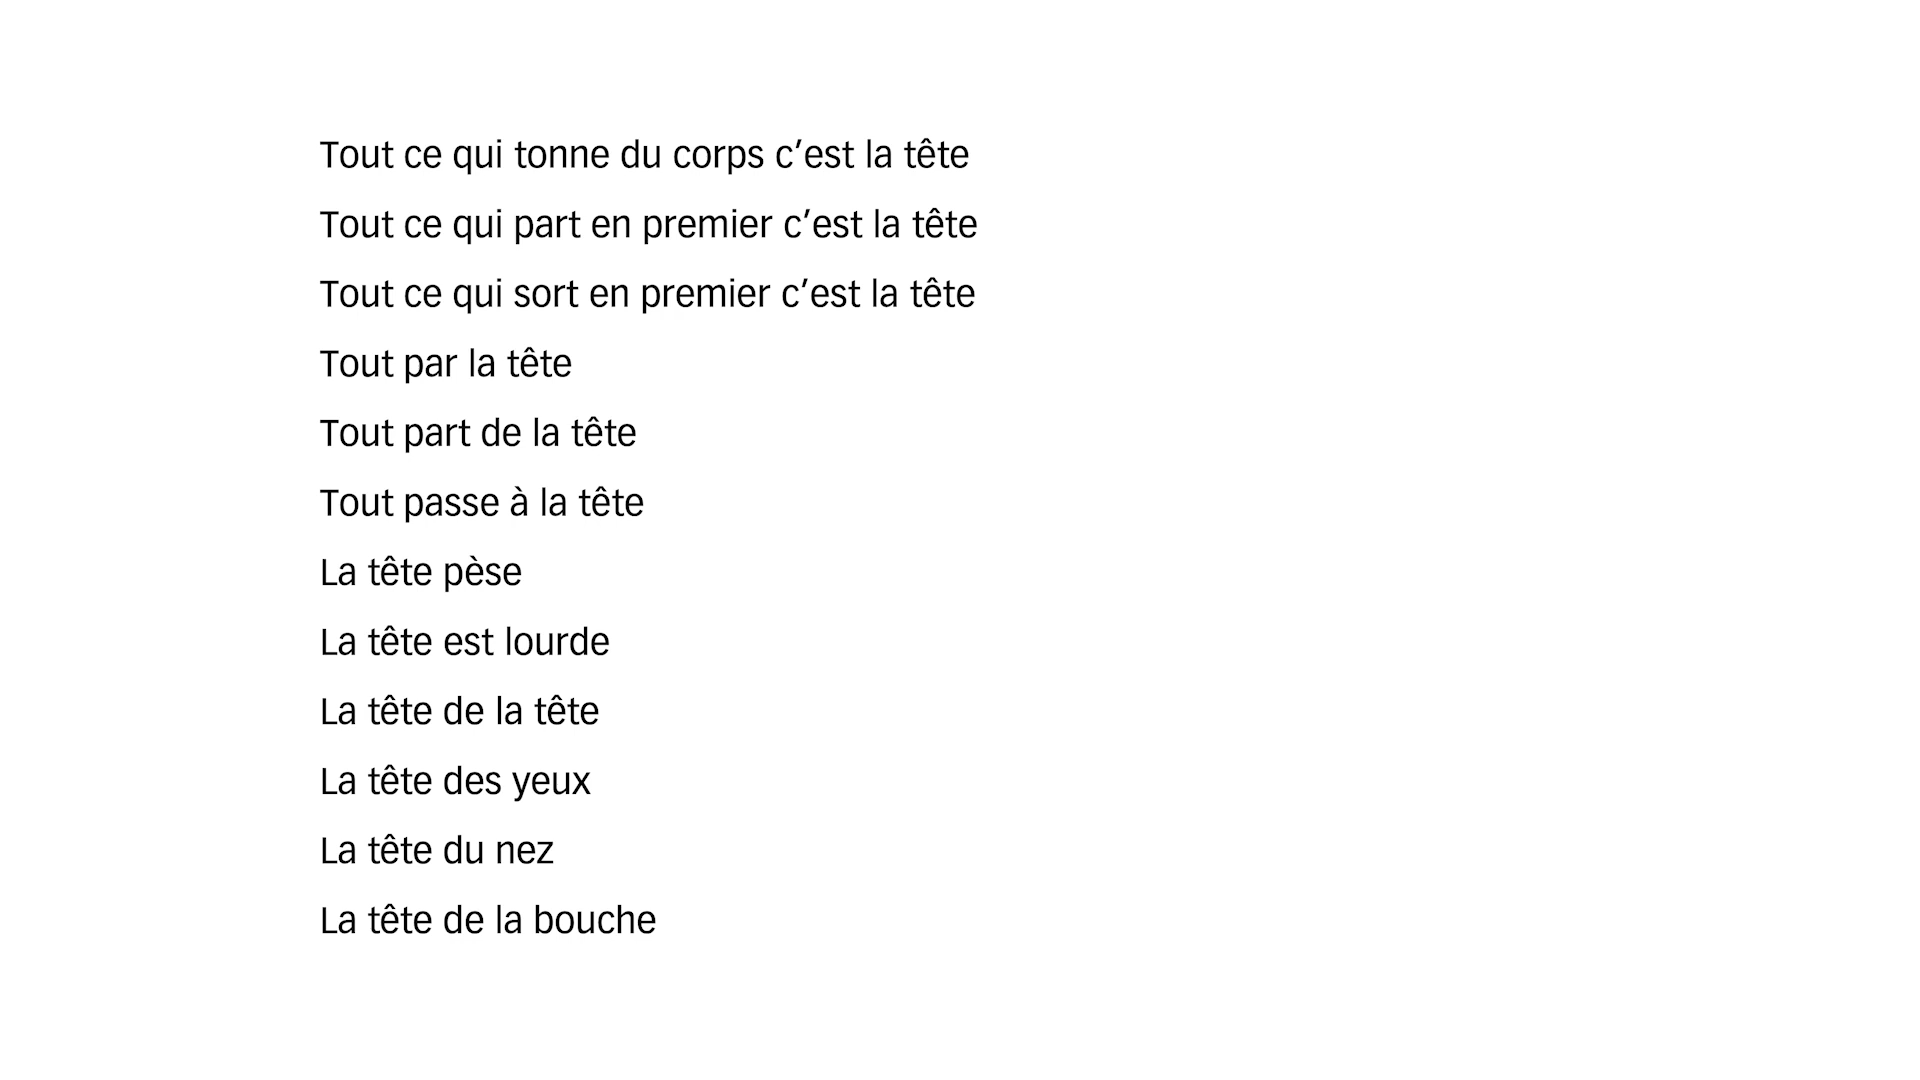 Tout ce qui tonne du corps c’est la tête
Tout ce qui part en premier c’est la tête
Tout ce qui sort en premier c’est la tête
Tout par la tête
Tout part de la tête
Tout passe à la tête
La tête pèse
La tête est lourde
La tête de la tête
La tête des yeux
La tête du nez
La tête de la bouche